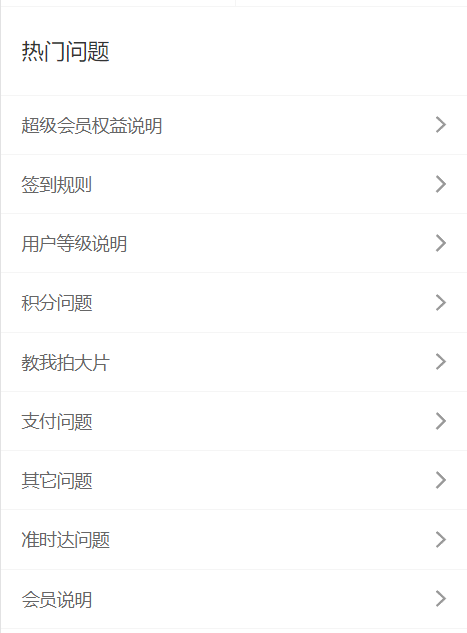 热门问题
超级会员权益说明
签到规则
用户等级说明
积分问题
教我拍大片
支付问题
其它问题
准时达问题
会员说明